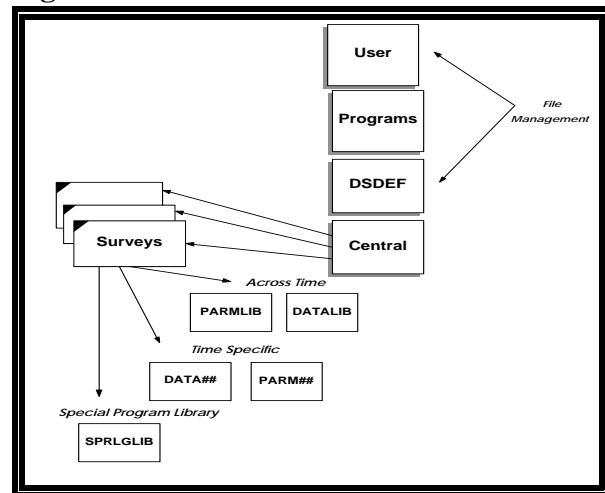 User
File
Management
Programs
DSDEF
Surveys
Central
Across Time
PARMLIB
DATALIB
Time Specific
DATA##
PARM##
Special Program Library
SPRLGLIB